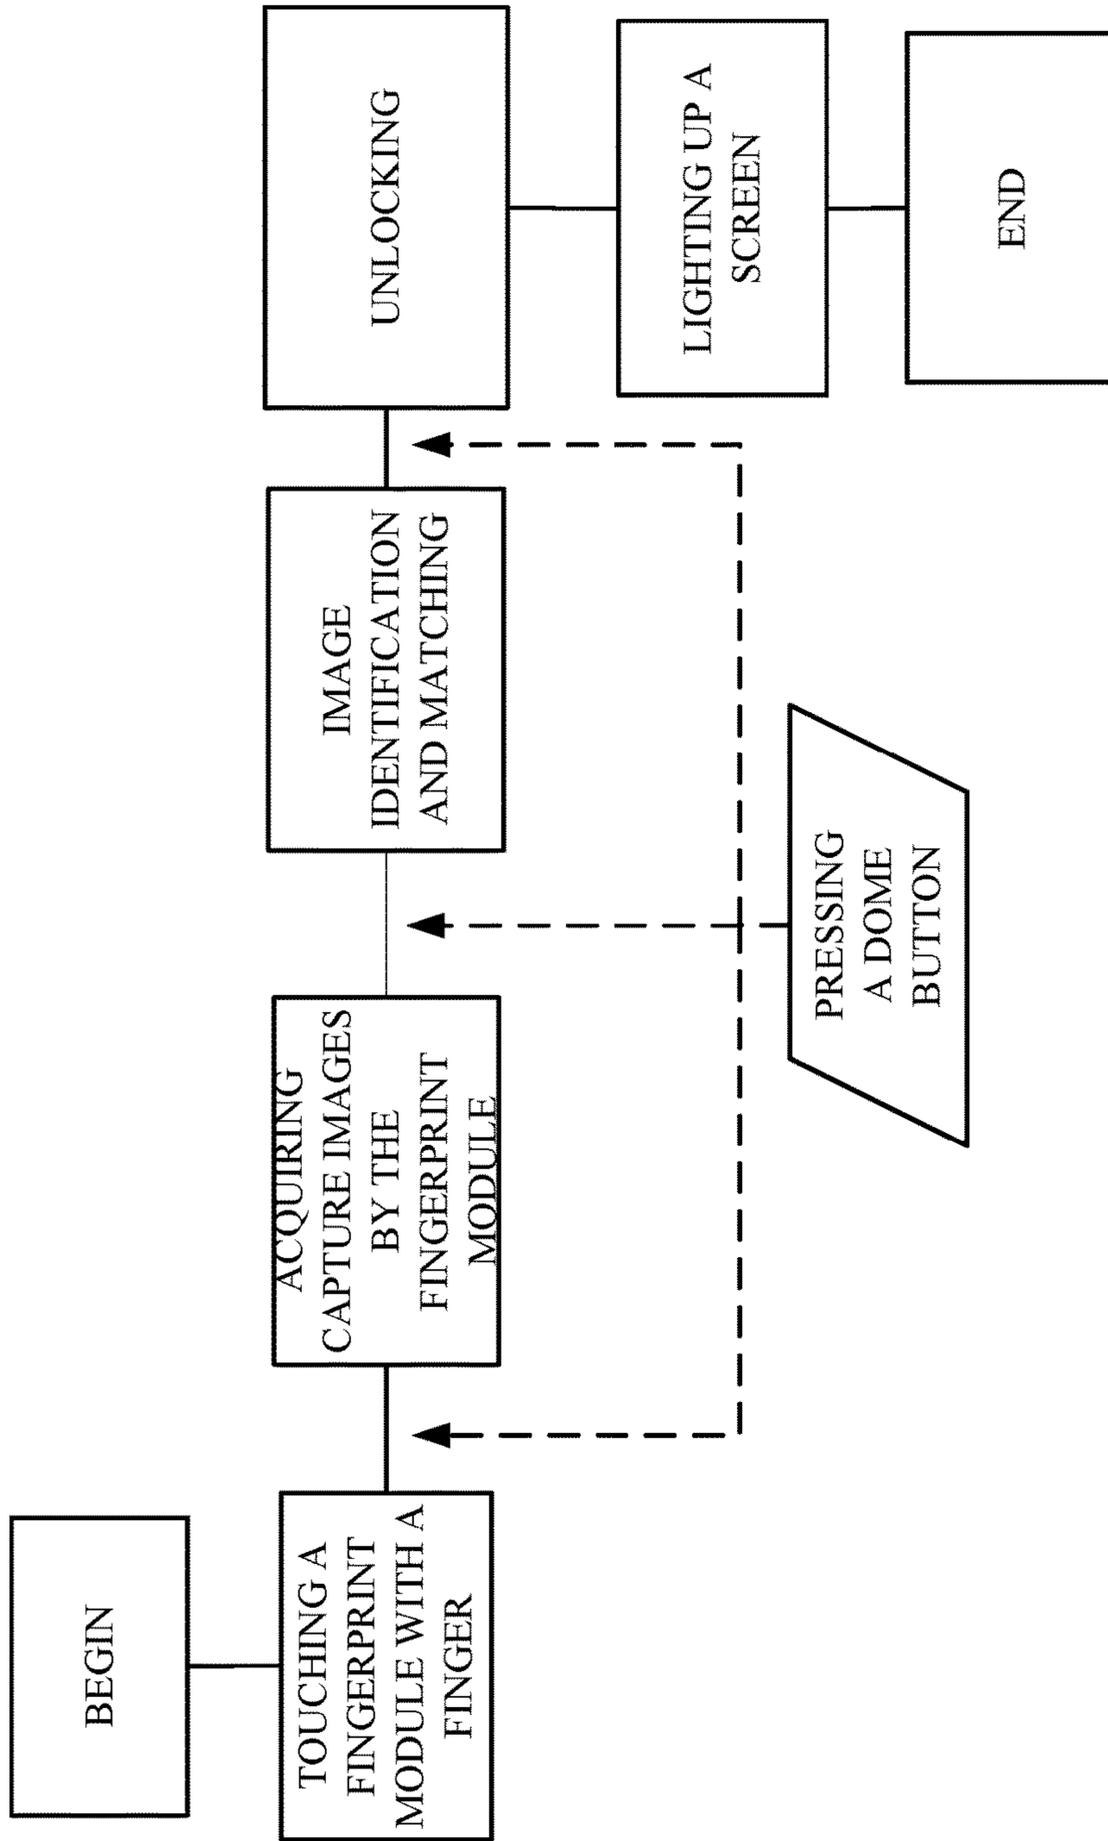 BEGIN
TOUCHING A
FINGERPRINT
MODULE WITH A
FINGER
ACQUIRING
CAPTURE IMAGES
BY THE
FINGERPRINT
MODULE
IMAGE
IDENTIFICATION
AND MATCHING
UNLOCKING
LIGHTING UP A
SCREEN
END
PRESSING
A DOME
BUTTON